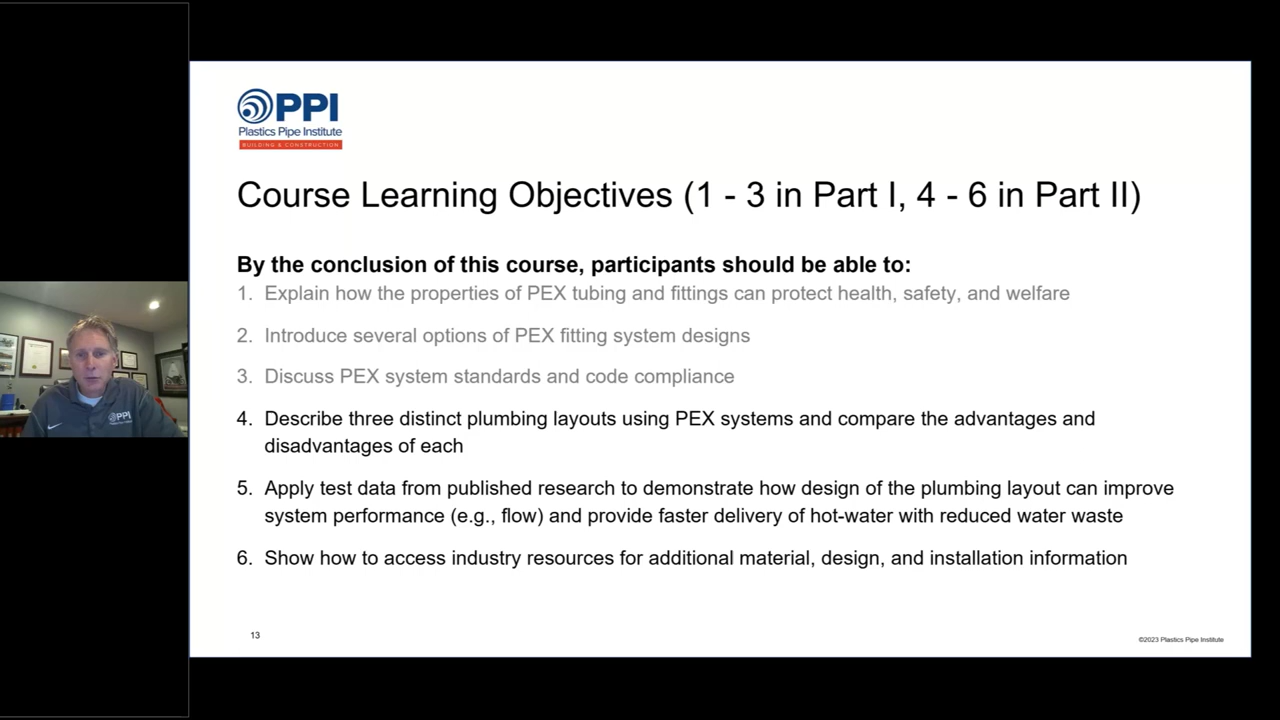 PPI
Plastics Pipe Institute
BUILDING & CONSTRUCTION
Course Learning Objectives (1 - 3 in Part I, 4 - 6 in Part II)
By the conclusion of this course, participants should be able to:
1. Explain how the properties of PEX tubing and fittings can protect health, safety, and welfare
2. Introduce several options of PEX fitting system designs
3. Discuss PEX system standards and code compliance
4. Describe three distinct plumbing layouts using PEX systems and compare the advantages and
disadvantages of each
5. Apply test data from published research to demonstrate how design of the plumbing layout can improve
system performance (e.g., flow) and provide faster delivery of hot-water with reduced water waste
6. Show how to access industry resources for additional material, design, and installation information
13
©2023 Plastics Pipe Institute
PPI